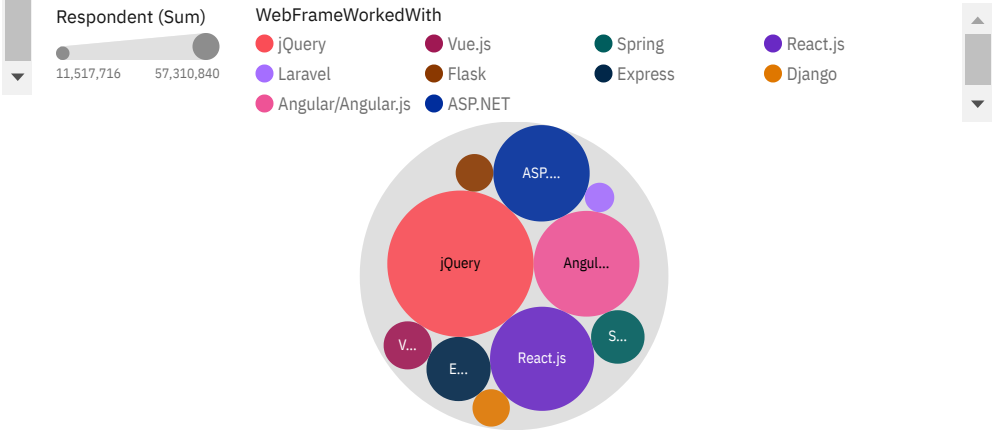 Respondent (Sum)
11,517,716 57,310,840
WebFrameWorkedWith
jQuery Vue.js Spring React.js
Laravel Flask Express Django
Angular/Angular.js ASP.NET
ASP....
jQuery Angul...
V... S...
E... React.js